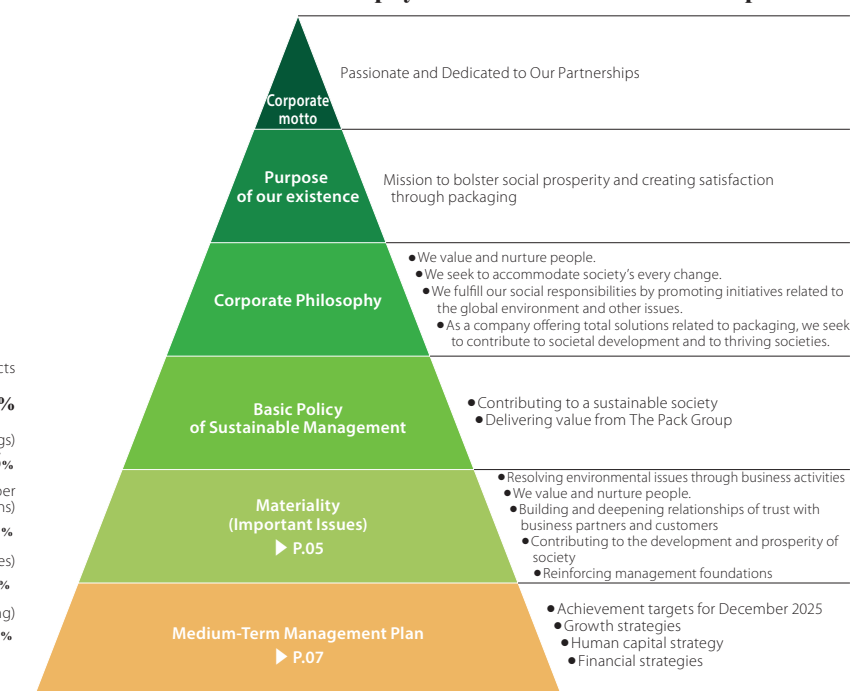 Corporate
motto
Passionate and Dedicated to Our Partnerships
Purpose
of our existence
Mission to bolster social prosperity and creating satisfaction
through packaging
Corporate Philosophy
●We value and nurture people.
●We seek to accommodate society's every change.
●We fulfill our social responsibilities by promoting initiatives related to
the global environment and other issues.
●As a company offering total solutions related to packaging, we seek
to contribute to societal development and to thriving societies.
Basic Policy
of Sustainable Management
●Contributing to a sustainable society
●Delivering value from The Pack Group
Materiality
(Important Issues)
▶ P.05
●Resolving environmental issues through business activities
●We value and nurture people.
●Building and deepening relationships of trust with
business partners and customers
●Contributing to the development and prosperity of
society
●Reinforcing management foundations
Medium-Term Management Plan
▶ P.07
●Achievement targets for December 2025
●Growth strategies
●Human capital strategy
●Financial strategies